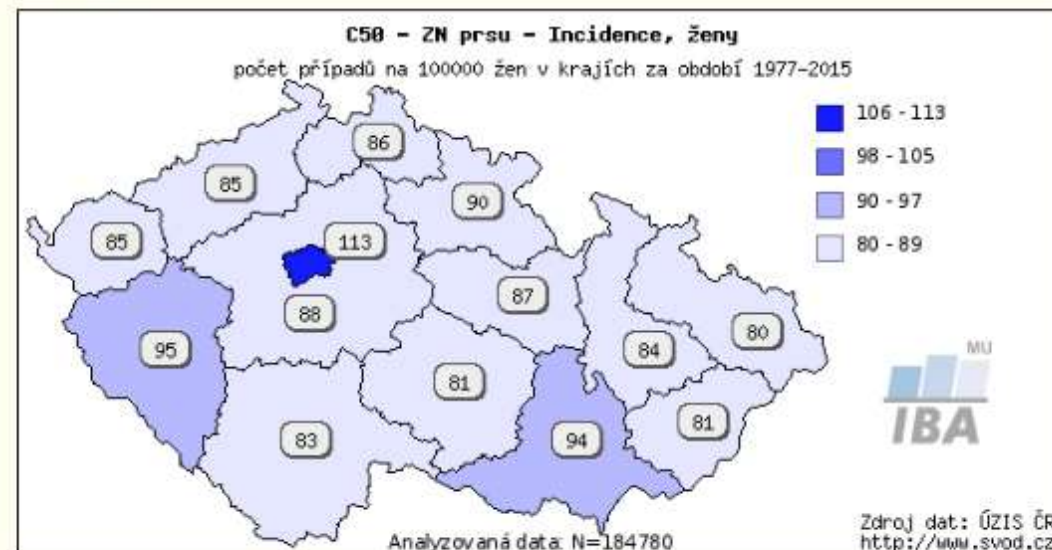 C50 - ZN prsu - Incidence, ženy
počet případů na 100000 žen v krajích za období 1977-2015
106 - 113
98 - 105
90 - 97
80 - 89
86
85
90
85
113
87
88
95
80
84
81
81
83
94
MU
IBA
Analyzovaná data: N=184780
Zdroj dat: ÚZIS ČR
http://www.svod.cz